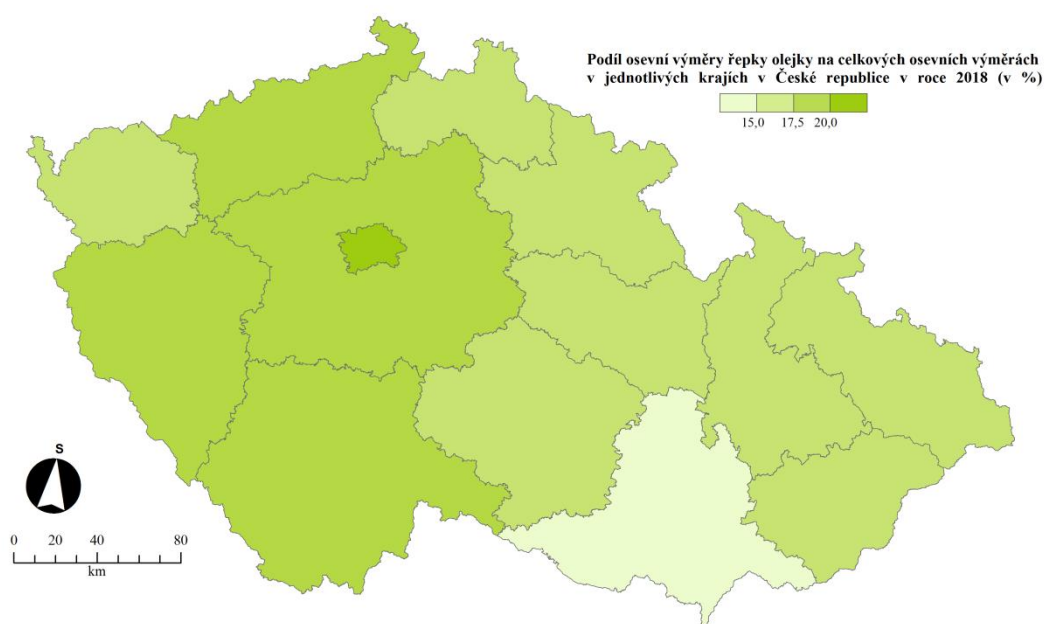 Podíl osevní výměry řepky olejky na celkových osevních výměrách
v jednotlivých krajích v České republice v roce 2018 (v %)
15,0 17,5 20,0
S
0 20 40 60 80
km